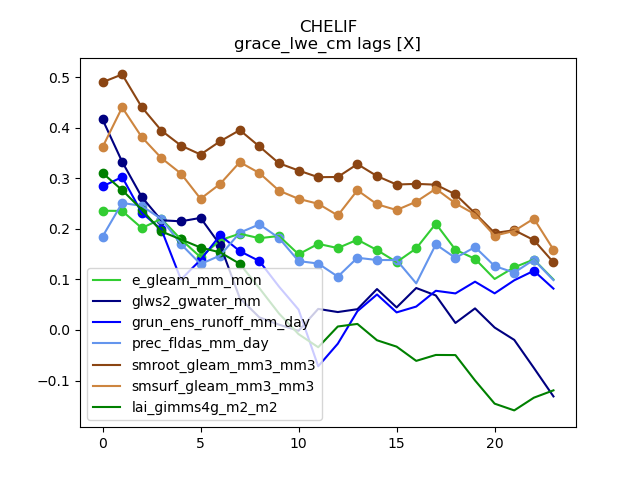 CHELIF
grace_lwe_cm lags [X]
0.5
0.4
0.3
0.2
0.1
0.0
−0.1
e_gleam_mm_mon
glws2_gwater_mm
grun_ens_runoff_mm_day
prec_fldas_mm_day
smroot_gleam_mm3_mm3
smsurf_gleam_mm3_mm3
lai_gimms4g_m2_m2
0 5 10 15 20